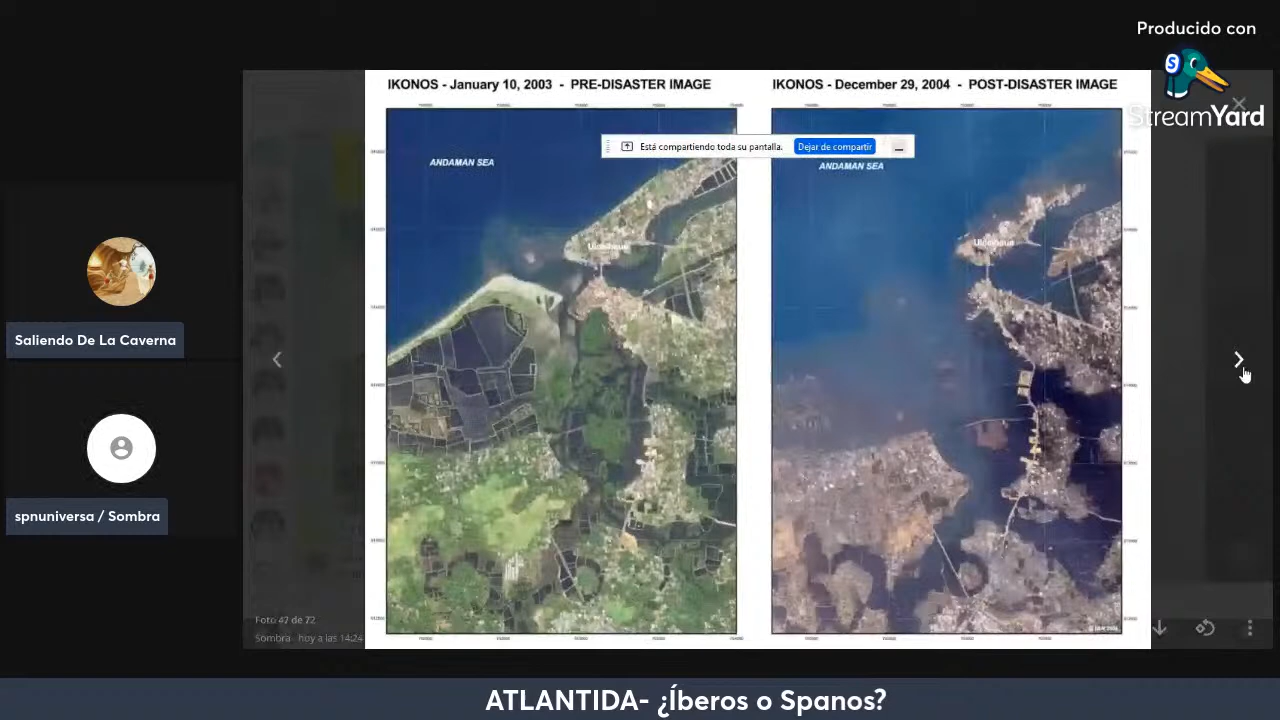 Producido con
StreamYard
IKONOS - January 10, 2003 - PRE-DISASTER IMAGE
IKONOS - December 29, 2004 - POST-DISASTER IMAGE
Está compartiendo toda su pantalla.
Dejar de compartir
ANDAMAN SEA
ANDAMAN SEA
Saliendo De La Caverna
spnuniversa / Sombra
Foto 47 de 72
Sombra - hoy a las 14:24
ATLANTIDA- ¿Íberos o Spanos?